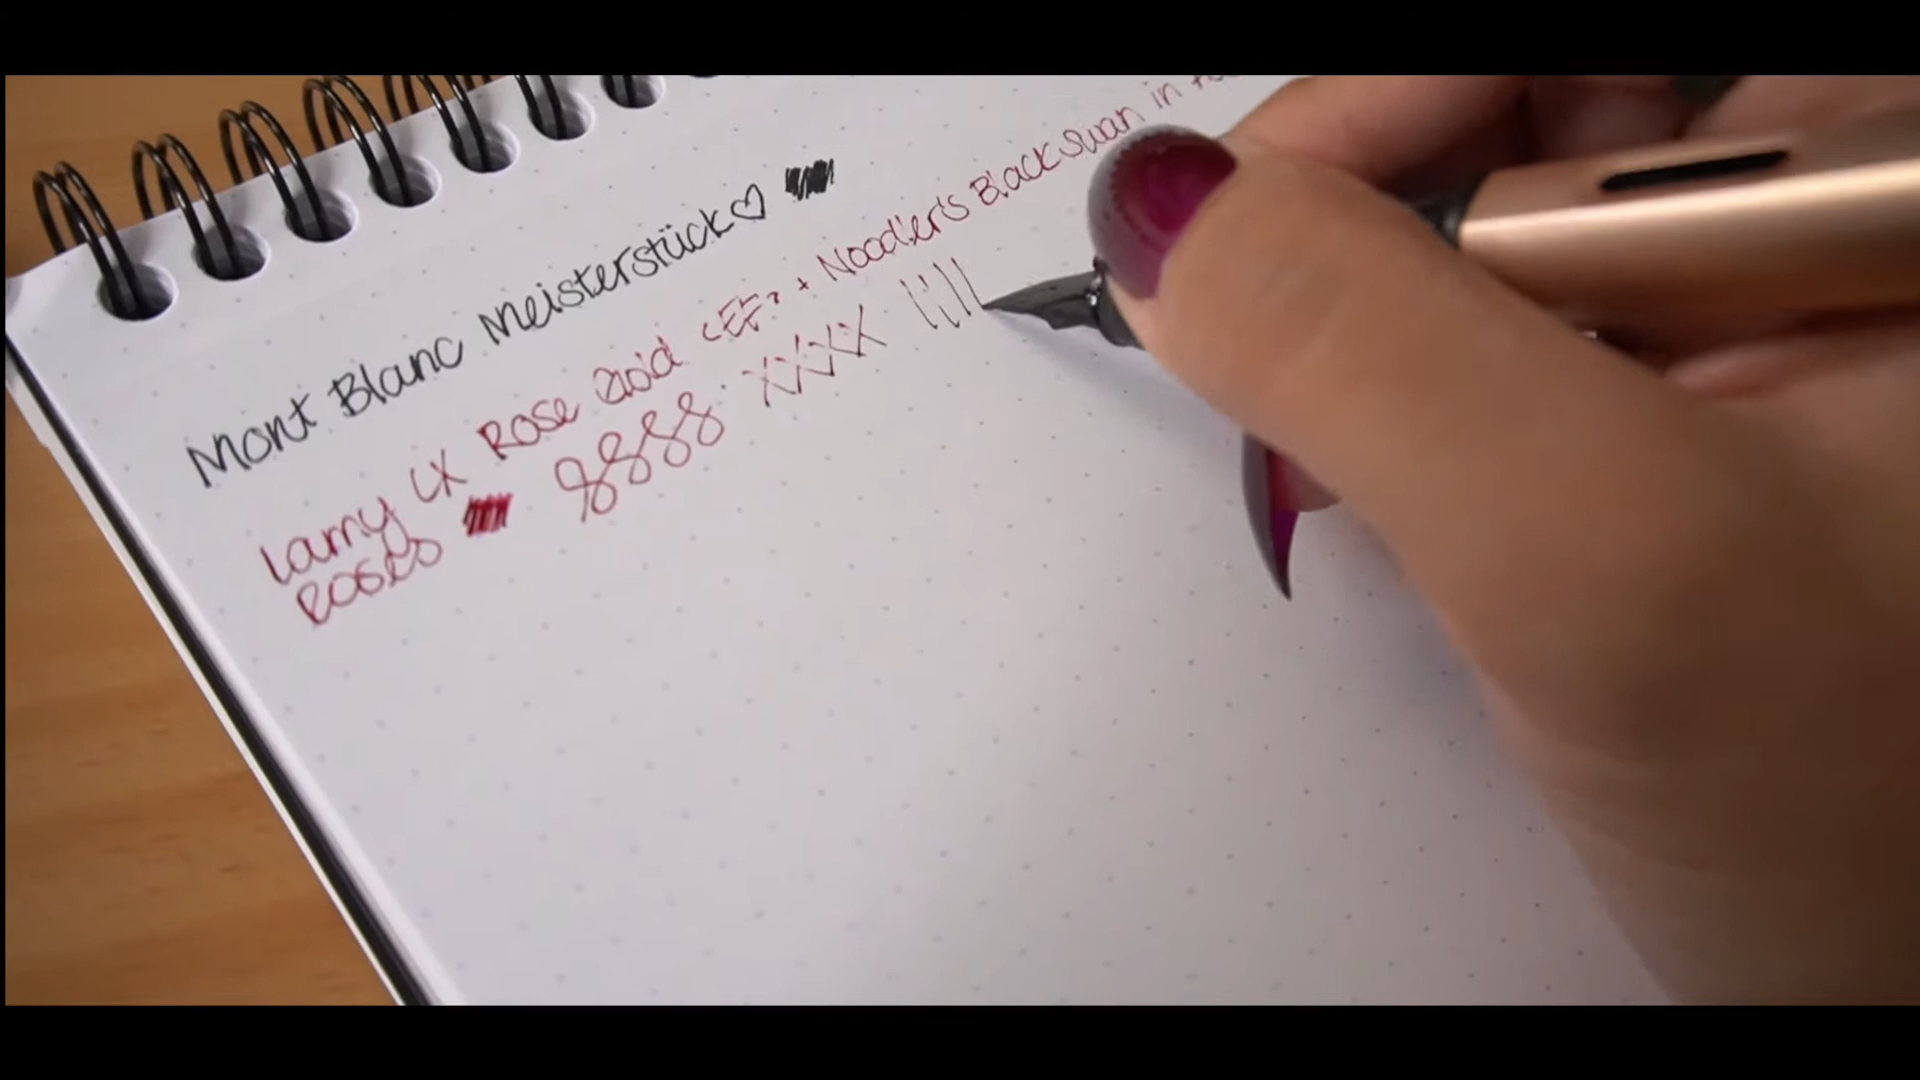 Mont Blanc Meisterstück♡
Lamy LX Rose Gold <EF> + Noodler's Black Swan in
Roses 8888 XXXX ||||